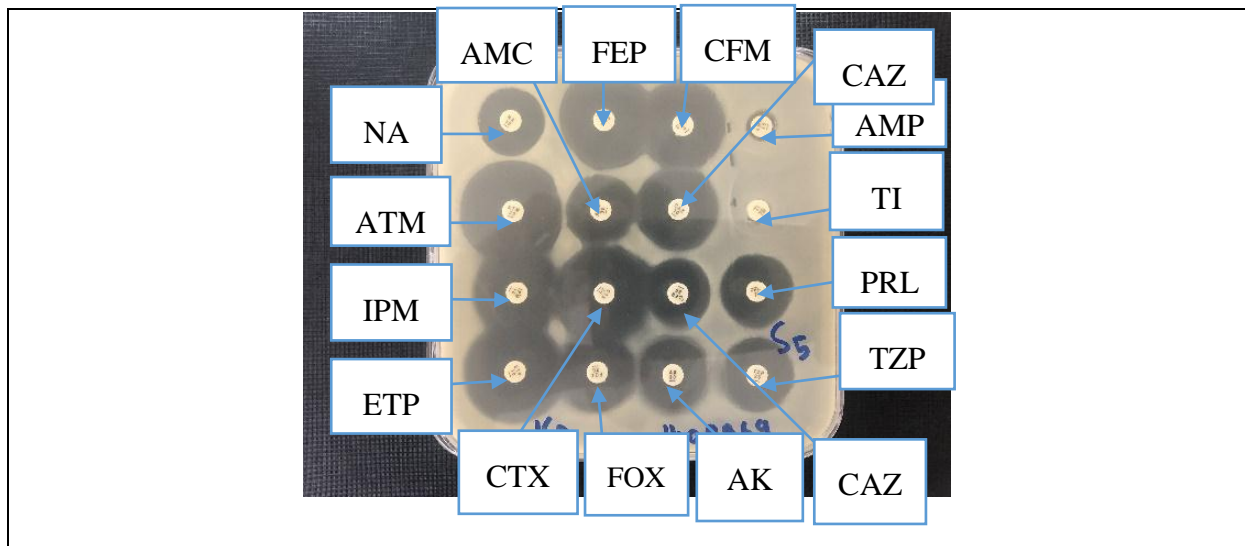 AMC FEP CFM CAZ
NA AMP
ATM TI
IPM PRL
S5
ETP TZP
CTX FOX AK CAZ